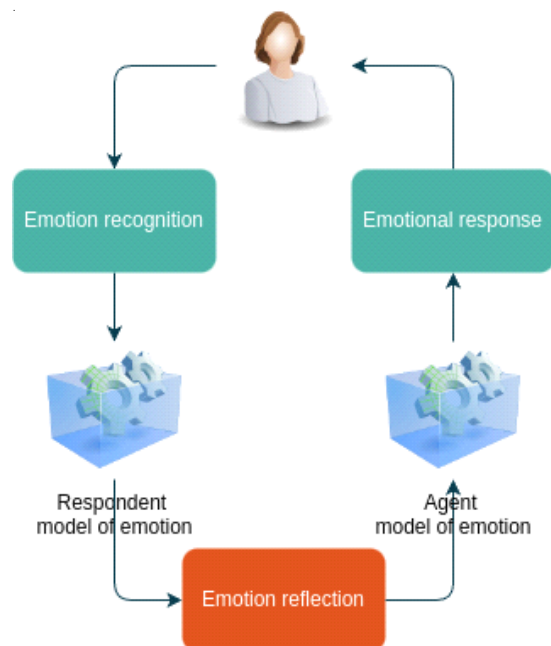 Emotion recognition
Emotional response
Respondent
model of emotion
Agent
model of emotion
Emotion reflection